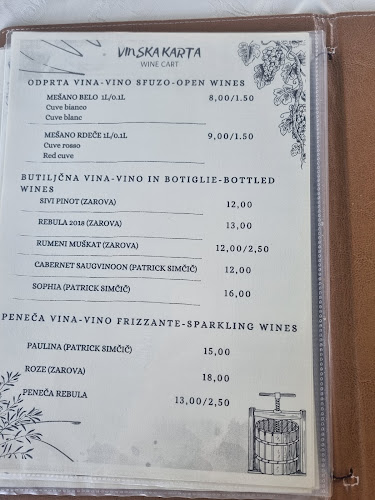 VINSKA KARTA
WINE CART
ODPRTA VINA-VINO SFUZO-OPEN WINES
MEŠANO BELO 1L/0.1L 8,00/1.50
Cuve bianco
Cuve blanc
MEŠANO RDEČE 1L/0.1L 9,00/1.50
Cuve rosso
Red cuve
BUTILJČNA VINA-VINO IN BOTIGLIE-BOTTLED
WINES
SIVI PINOT (ZAROVA) 12,00
REBULA 2018 (ZAROVA) 13,00
RUMENI MUŠKAT (ZAROVA) 12,00/2,50
CABERNET SAUGVINOON (PATRICK SIMČIČ) 12,00
SOPHIA (PATRICK SIMČIČ) 16,00
PENEČA VINA-VINO FRIZZANTE-SPARKLING WINES
PAULINA (PATRICK SIMČIČ) 15,00
ROZE (ZAROVA) 18,00
PENEČA REBULA 13,00/2,50